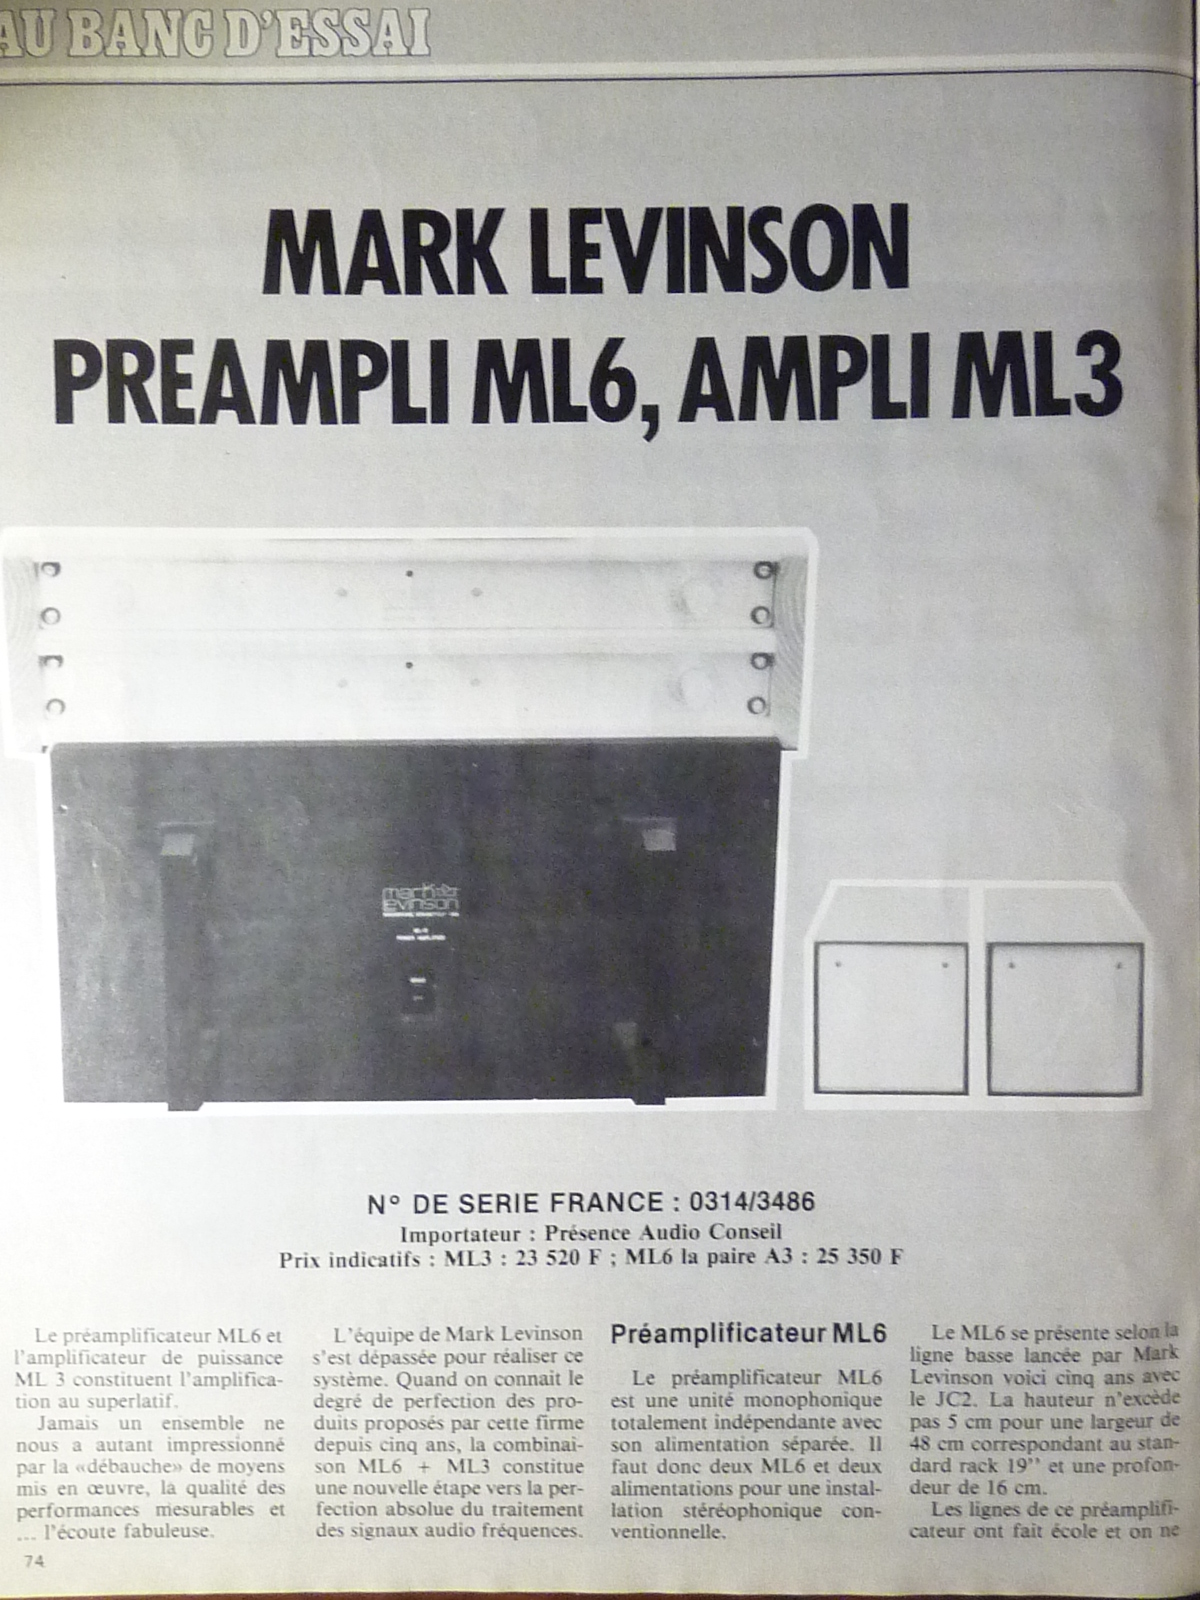 AU BANC D'ESSAI
MARK LEVINSON
PREAMPLI ML6, AMPLI ML3
mark
levinson
N° DE SERIE FRANCE : 0314/3486
Importateur : Présence Audio Conseil
Prix indicatifs : ML3 : 23 520 F ; ML6 la paire A3 : 25 350 F
Le préamplificateur ML6 et
l'amplificateur de puissance
ML 3 constituent l'amplifica-
tion au superlatif.
Jamais un ensemble ne
nous a autant impressionné
par la «débauche» de moyens
mis en œuvre, la qualité des
performances mesurables et
... l'écoute fabuleuse.
L'équipe de Mark Levinson
s'est dépassée pour réaliser ce
système. Quand on connait le
degré de perfection des pro-
duits proposés par cette firme
depuis cinq ans, la combinai-
son ML6 + ML3 constitue
une nouvelle étape vers la per-
fection absolue du traitement
des signaux audio fréquences.
Préamplificateur ML6
Le préamplificateur ML6
est une unité monophonique
totalement indépendante avec
son alimentation séparée. Il
faut donc deux ML6 et deux
alimentations pour une instal-
lation stéréophonique con-
ventionnelle.
Le ML6 se présente selon la
ligne basse lancée par Mark
Levinson voici cinq ans avec
le JC2. La hauteur n'excède
pas 5 cm pour une largeur de
48 cm correspondant au stan-
dard rack 19" et une profon-
deur de 16 cm.
Les lignes de ce préamplifi-
cateur ont fait école et on ne
74